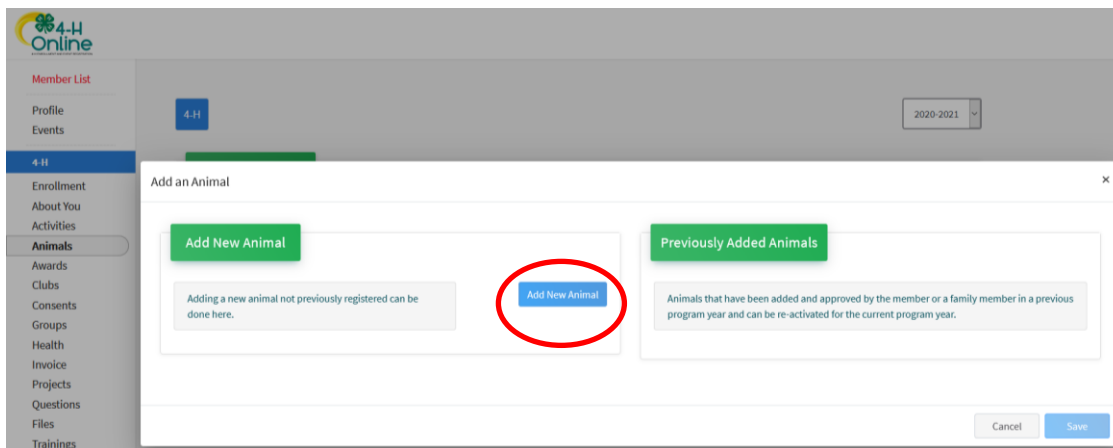 4-H
Online
Member List
Profile
Events
4-H
Enrollment
About You
Activities
Animals
Awards
Clubs
Consents
Groups
Health
Invoice
Projects
Questions
Files
Trainings
4-H
2020-2021
Add an Animal
×
Add New Animal
Adding a new animal not previously registered can be
done here.
Add New Animal
Previously Added Animals
Animals that have been added and approved by the member or a family member in a previous
program year and can be re-activated for the current program year.
Cancel
Save